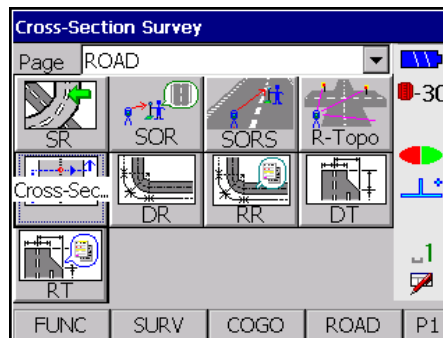 Cross-Section Survey
Page ROAD
-30
SR SOR SORS R-Topo
Cross-Sec... DR RR DT
1
RT
FUNC SURV COGO ROAD P1